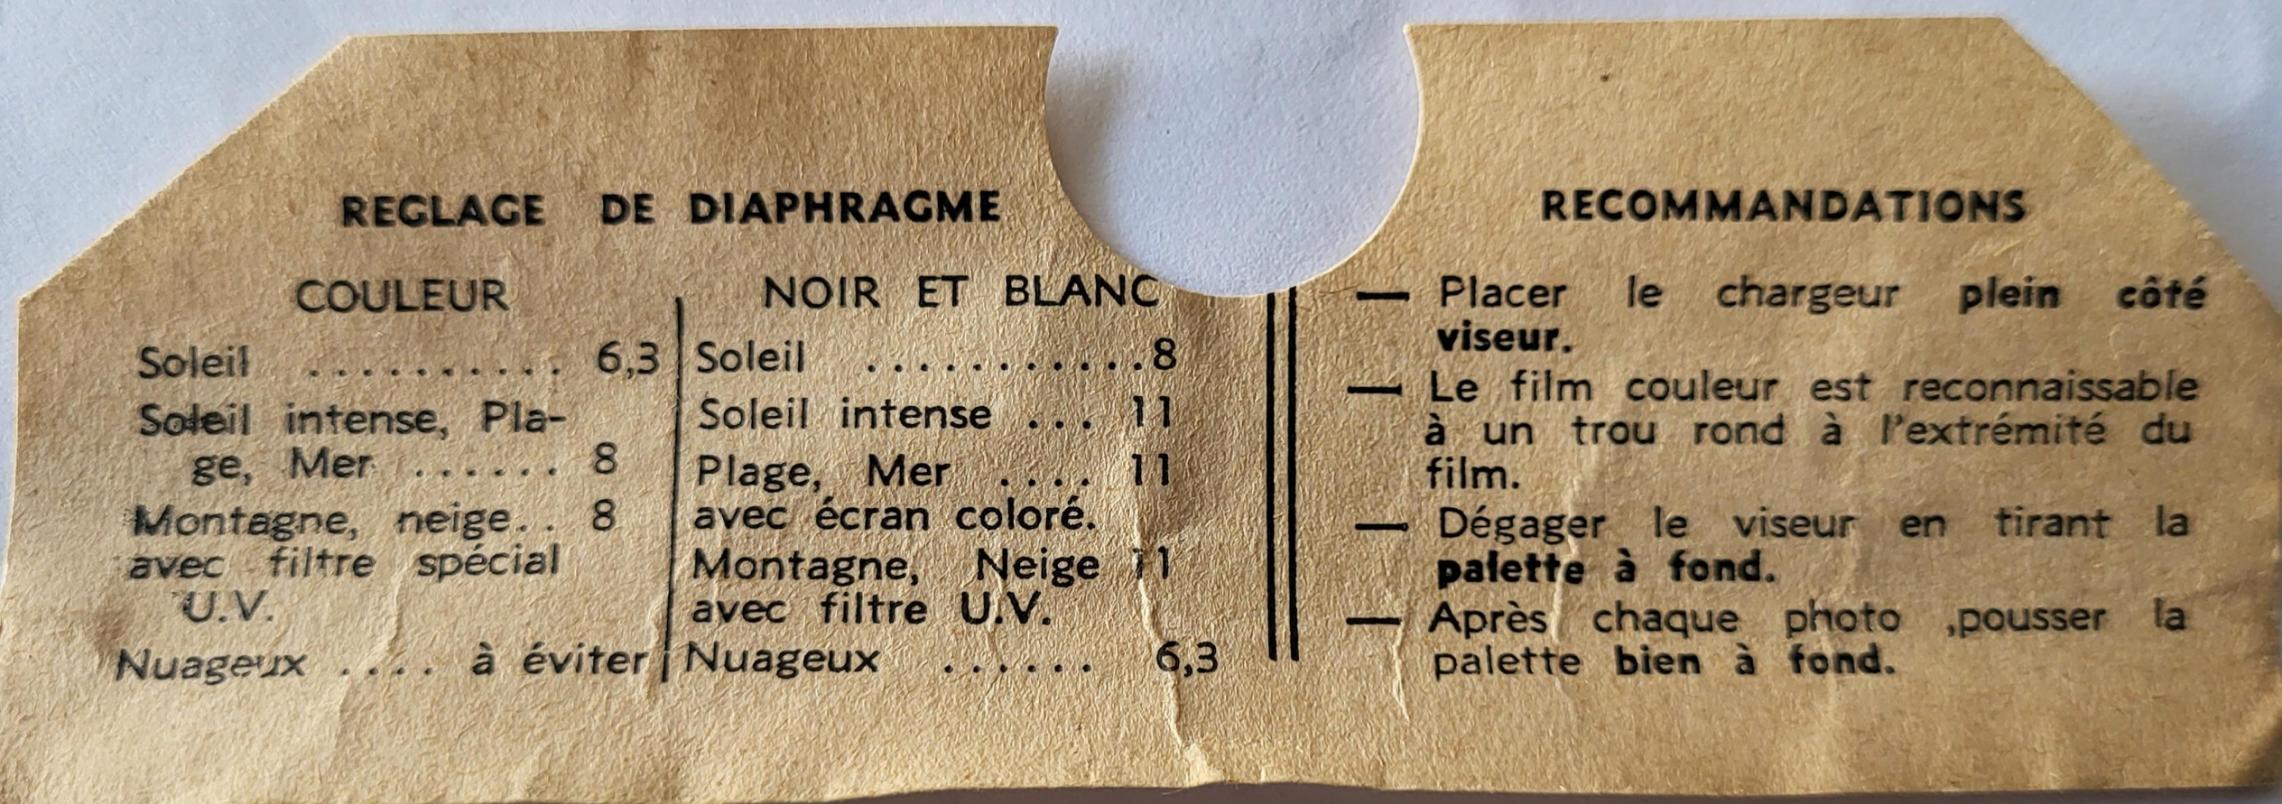 REGLAGE DE DIAPHRAGME
COULEUR
Soleil .......... 6,3
Soleil intense, Pla-
ge, Mer ...... 8
Montagne, neige.. 8
avec filtre spécial
U.V.
Nuageux .... à éviter
NOIR ET BLANC
Soleil ...........8
Soleil intense ... 11
Plage, Mer .... 11
avec écran coloré.
Montagne, Neige 11
avec filtre U.V.
Nuageux ...... 6,3
RECOMMANDATIONS
— Placer le chargeur plein côté
viseur.
— Le film couleur est reconnaissable
à un trou rond à l'extrémité du
film.
— Dégager le viseur en tirant la
palette à fond.
— Après chaque photo ,pousser la
palette bien à fond.